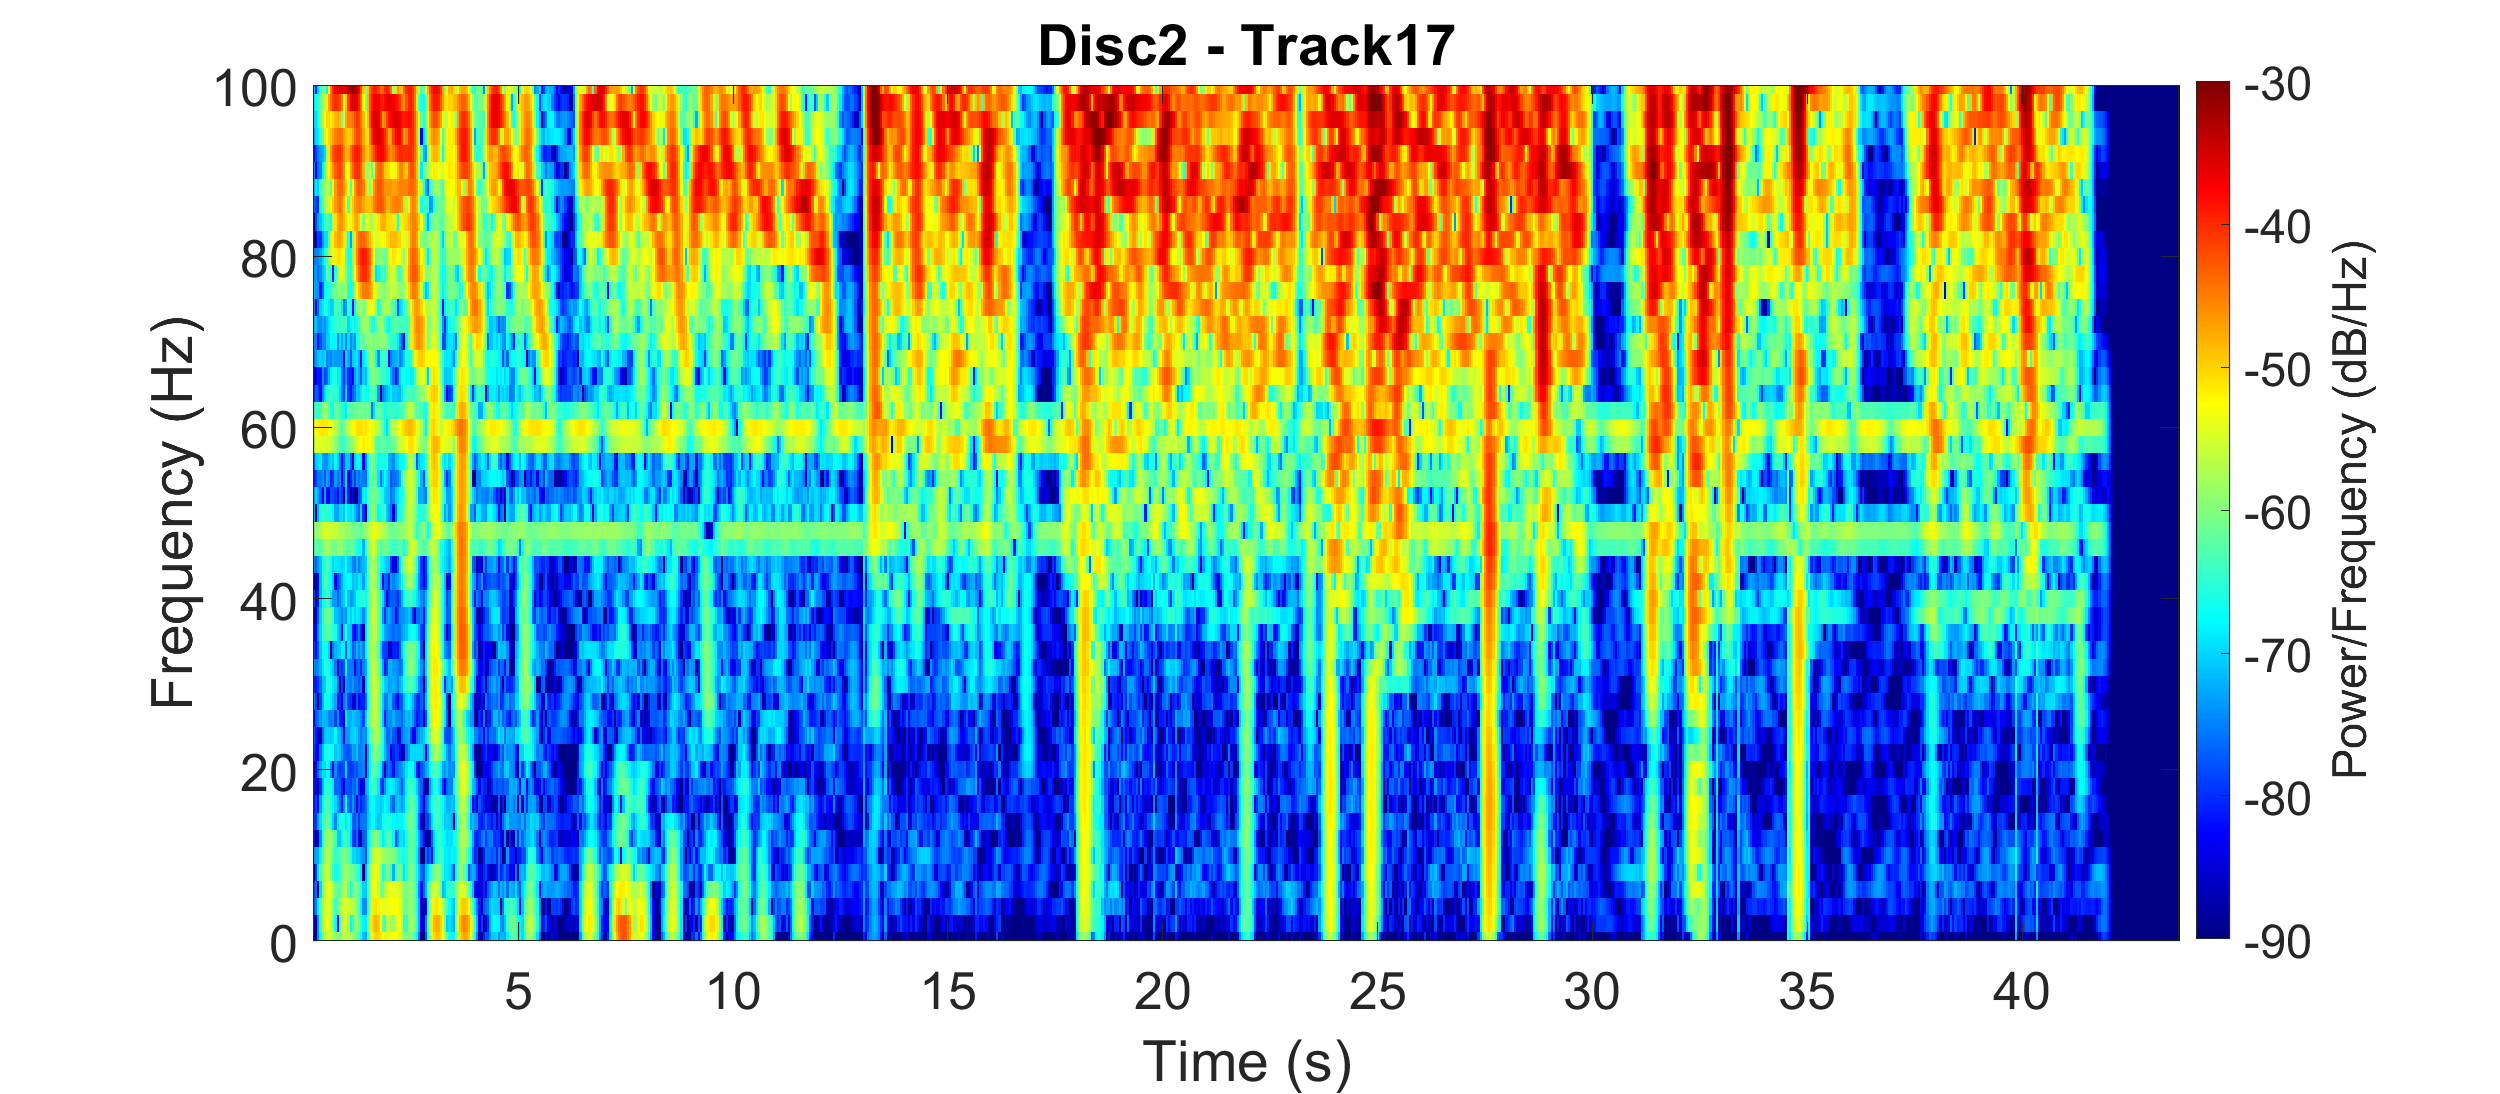 Disc2 - Track17
100
80
60
40
20
0
Frequency (Hz)
5 10 15 20 25 30 35 40
Time (s)
-30
-40
-50
-60
-70
-80
-90
Power/Frequency (dB/Hz)